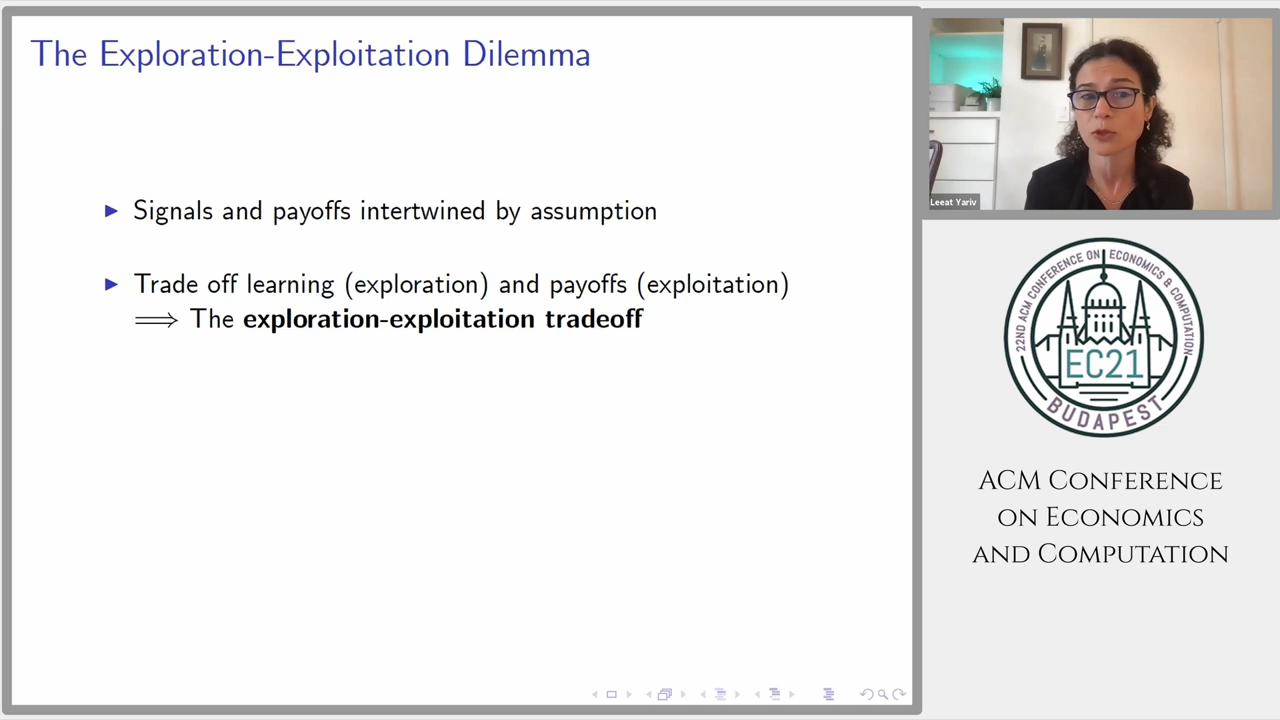 The Exploration-Exploitation Dilemma
▶ Signals and payoffs intertwined by assumption
▶ Trade off learning (exploration) and payoffs (exploitation)
⟹ The exploration-exploitation tradeoff
Leeat Yariv
22ND ACM CONFERENCE ON ECONOMICS & COMPUTATION
EC21
BUDAPEST
ACM Conference
on Economics
and Computation